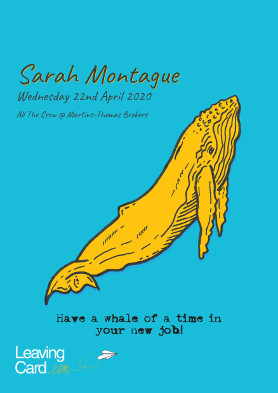 Sarah Montague
Wednesday 22nd April 2020
All The Crew @ Martins-Thomas Brokers
Have a whale of a time in
your new job!
Leaving
Card